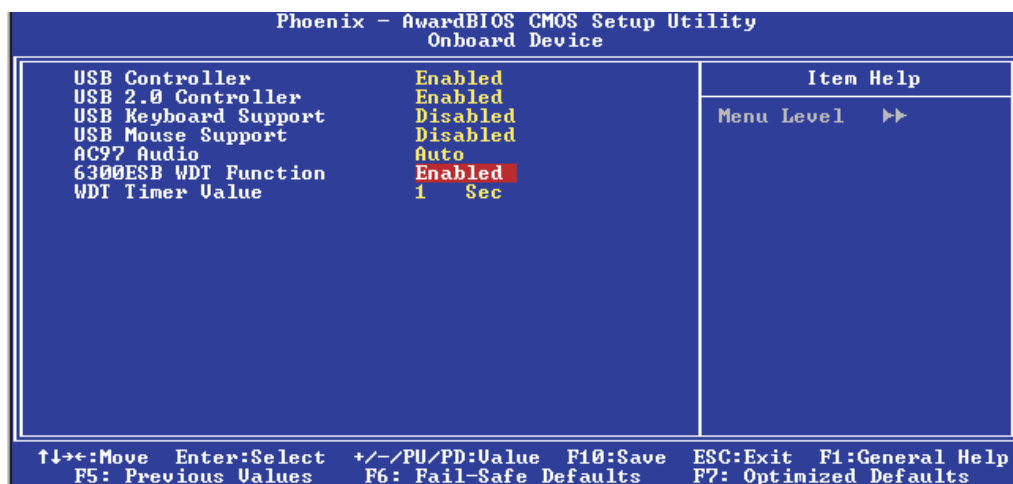 Phoenix - AwardBIOS CMOS Setup Utility
Onboard Device
USB Controller Enabled
USB 2.0 Controller Enabled
USB Keyboard Support Disabled
USB Mouse Support Disabled
AC97 Audio Auto
6300ESB WDT Function Enabled
WDT Timer Value 1 Sec
Item Help
Menu Level ►►
↑↓→←:Move Enter:Select +/-/PU/PD:Value F10:Save ESC:Exit F1:General Help
F5: Previous Values F6: Fail-Safe Defaults F7: Optimized Defaults